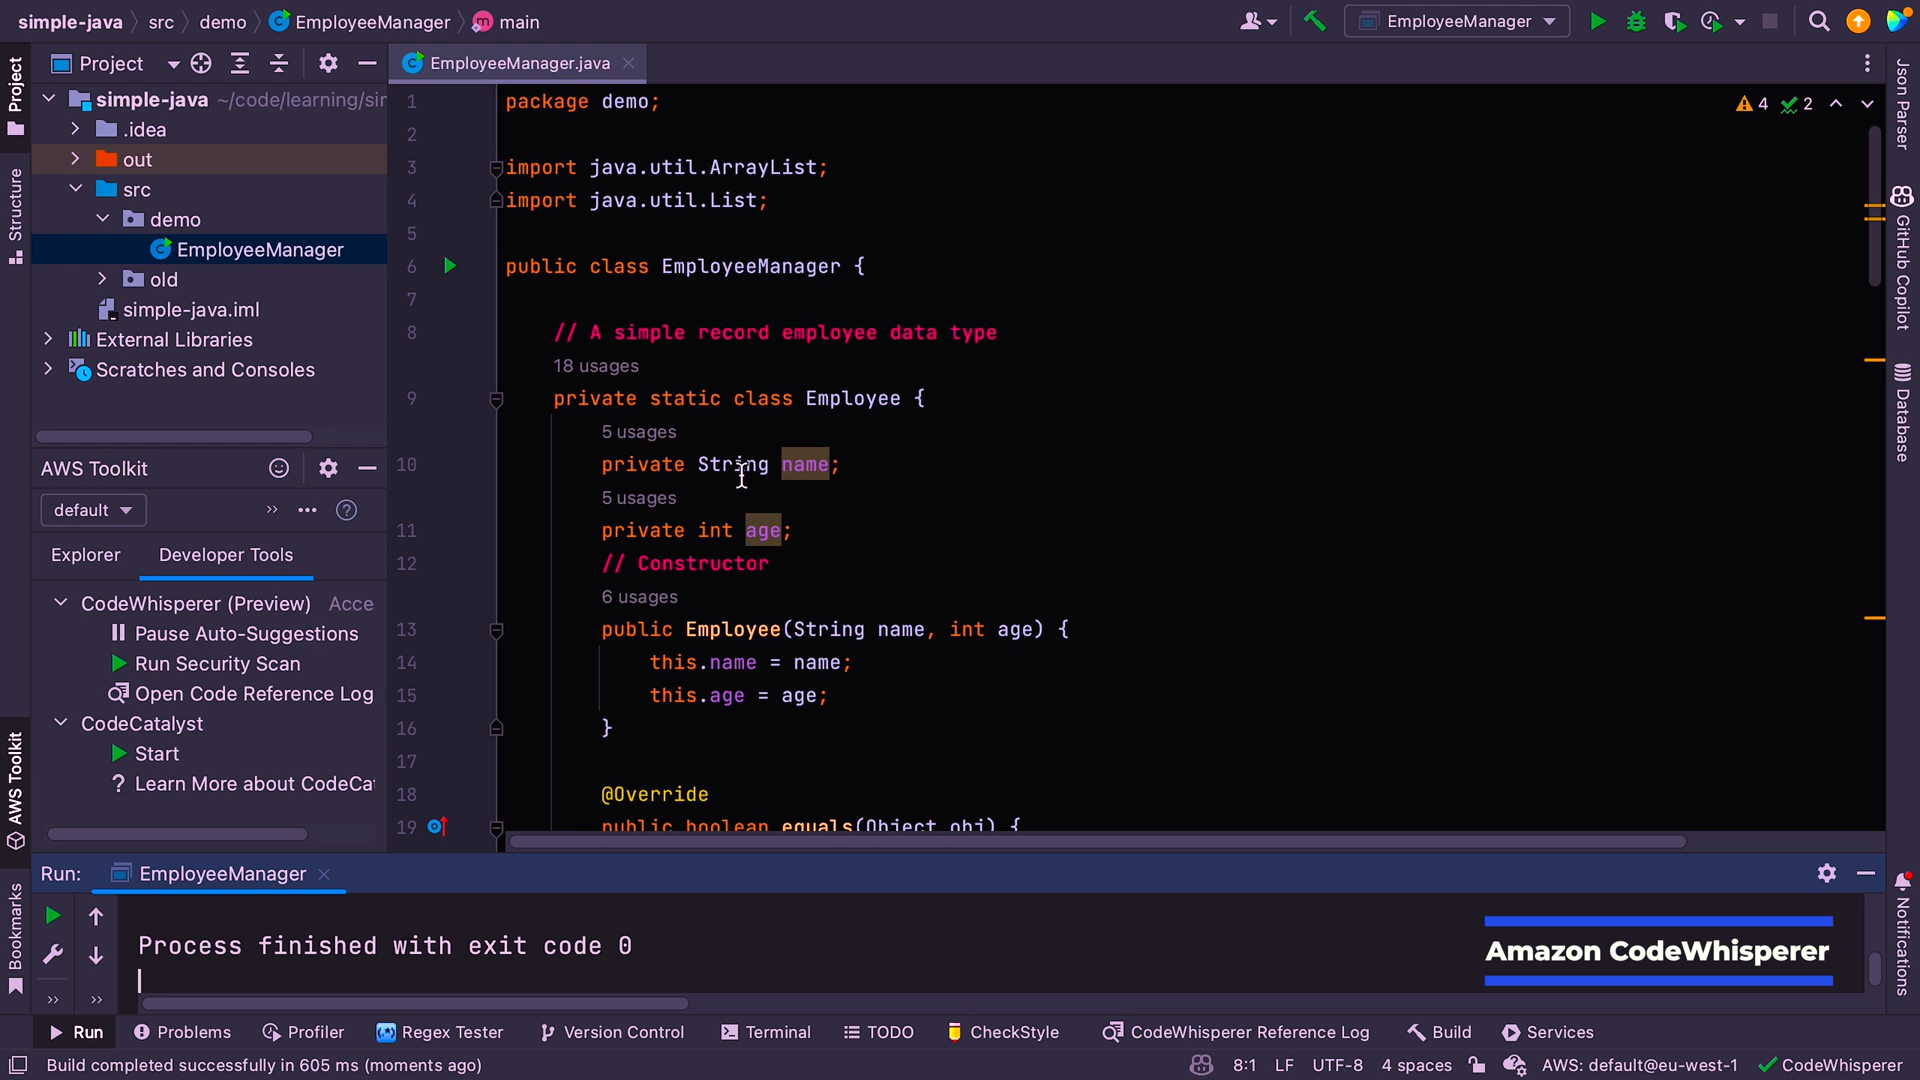 simple-java
src
demo
EmployeeManager
main
EmployeeManager
Project
EmployeeManager.java
Project
Structure
AWS Toolkit
Bookmarks
simple-java ~/code/learning/sir
.idea
out
src
demo
EmployeeManager
old
simple-java.iml
External Libraries
Scratches and Consoles
AWS Toolkit
default
Explorer
Developer Tools
CodeWhisperer (Preview) Acce
Pause Auto-Suggestions
Run Security Scan
Open Code Reference Log
CodeCatalyst
Start
Learn More about CodeCat
4
2
1 package demo;
2
3 import java.util.ArrayList;
4 import java.util.List;
5
6 public class EmployeeManager {
7
8 // A simple record employee data type
18 usages
9 private static class Employee {
5 usages
10 private String name;
5 usages
11 private int age;
12 // Constructor
6 usages
13 public Employee(String name, int age) {
14 this.name = name;
15 this.age = age;
16 }
17
18 @Override
19 public boolean equals(Object obj) {
Json Parser
GitHub Copilot
Database
Notifications
Run:
EmployeeManager
Process finished with exit code 0
Amazon CodeWhisperer
Run
Problems
Profiler
Regex Tester
Version Control
Terminal
TODO
CheckStyle
CodeWhisperer Reference Log
Build
Services
Build completed successfully in 605 ms (moments ago)
8:1
LF
UTF-8
4 spaces
AWS: default@eu-west-1
CodeWhisperer